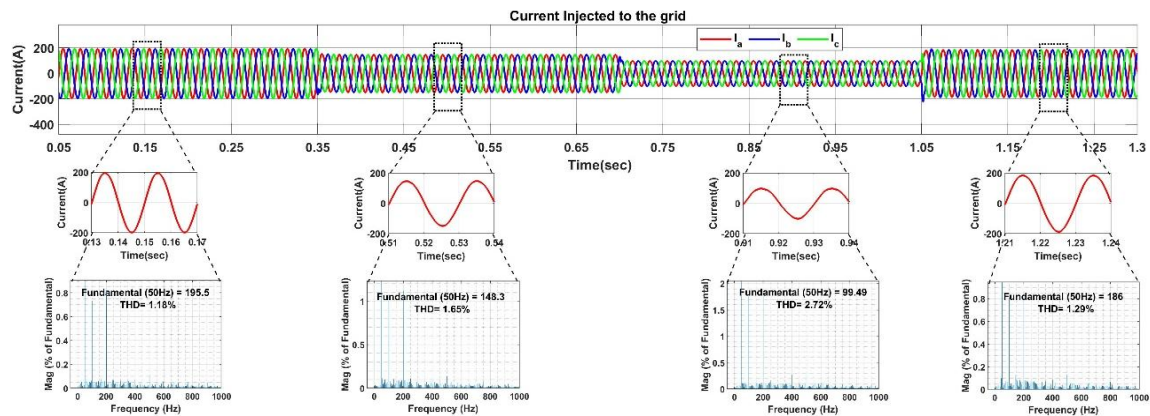 Current Injected to the grid
I_a I_b I_c
Current(A)
200
0
-200
-400
0.05 0.15 0.25 0.35 0.45 0.55 0.65 0.75 0.85 0.95 1.05 1.15 1.25 1.3
Time(sec)
Current(A)
200
0
-200
0.13 0.14 0.15 0.16 0.17
Time(sec)
Current(A)
200
0
-200
0.51 0.52 0.53 0.54
Time(sec)
Current(A)
200
0
-200
0.91 0.92 0.93 0.94
Time(sec)
Current(A)
200
0
-200
1.21 1.22 1.23 1.24
Time(sec)
Mag (% of Fundamental)
Fundamental (50Hz) = 195.5
THD= 1.18%
0.8
0.6
0.4
0.2
0
0 200 400 600 800 1000
Frequency (Hz)
Mag (% of Fundamental)
Fundamental (50Hz) = 148.3
THD= 1.65%
1
0.5
0
0 200 400 600 800 1000
Frequency (Hz)
Mag (% of Fundamental)
Fundamental (50Hz) = 99.49
THD= 2.72%
2
1.5
1
0.5
0
0 200 400 600 800 1000
Frequency (Hz)
Mag (% of Fundamental)
Fundamental (50Hz) = 186
THD= 1.29%
0.8
0.6
0.4
0.2
0
0 200 400 600 800 1000
Frequency (Hz)